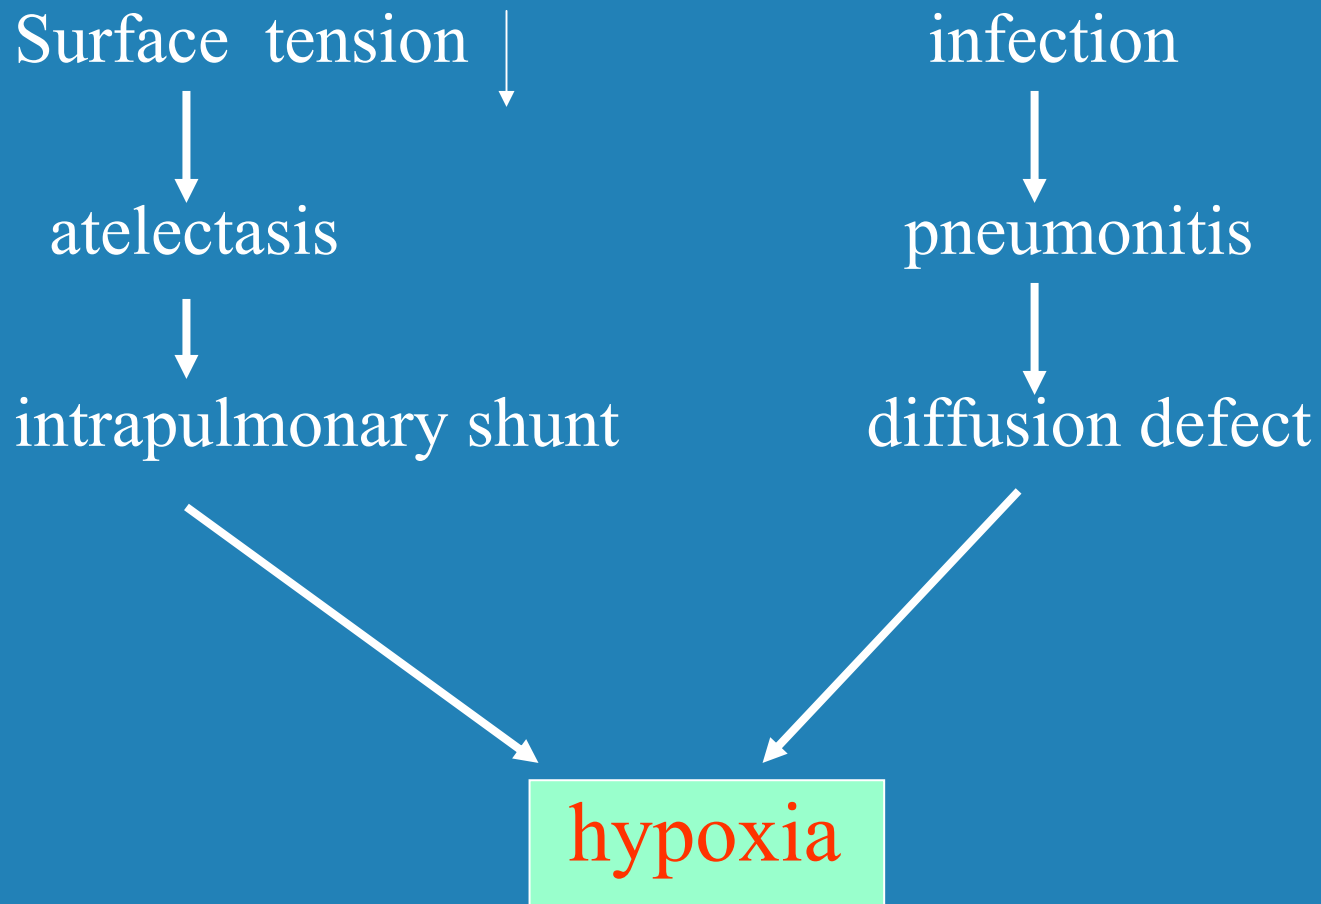 Surface tension
infection
atelectasis
pneumonitis
intrapulmonary shunt
diffusion defect
hypoxia